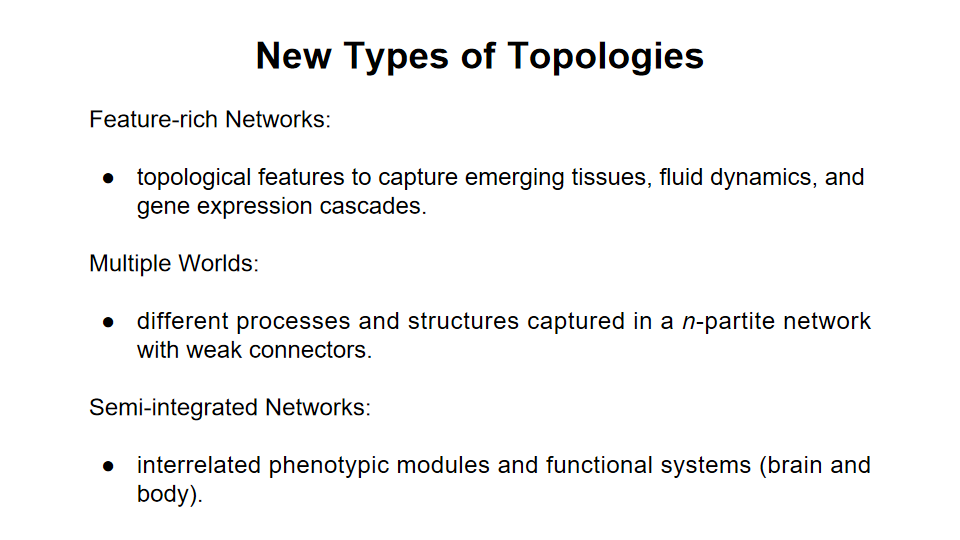 New Types of Topologies
Feature-rich Networks:
● topological features to capture emerging tissues, fluid dynamics, and
gene expression cascades.
Multiple Worlds:
● different processes and structures captured in a n-partite network
with weak connectors.
Semi-integrated Networks:
● interrelated phenotypic modules and functional systems (brain and
body).